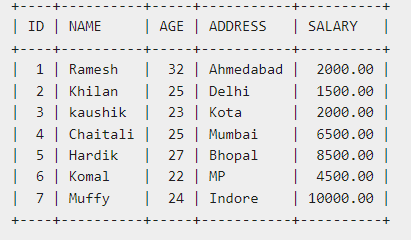 +----+----------+-----+-----------+----------+
| ID | NAME     | AGE | ADDRESS   | SALARY   |
+----+----------+-----+-----------+----------+
|  1 | Ramesh   |  32 | Ahmedabad |  2000.00 |
|  2 | Khilan   |  25 | Delhi     |  1500.00 |
|  3 | kaushik  |  23 | Kota      |  2000.00 |
|  4 | Chaitali |  25 | Mumbai    |  6500.00 |
|  5 | Hardik   |  27 | Bhopal    |  8500.00 |
|  6 | Komal    |  22 | MP        |  4500.00 |
|  7 | Muffy    |  24 | Indore    | 10000.00 |
+----+----------+-----+-----------+----------+